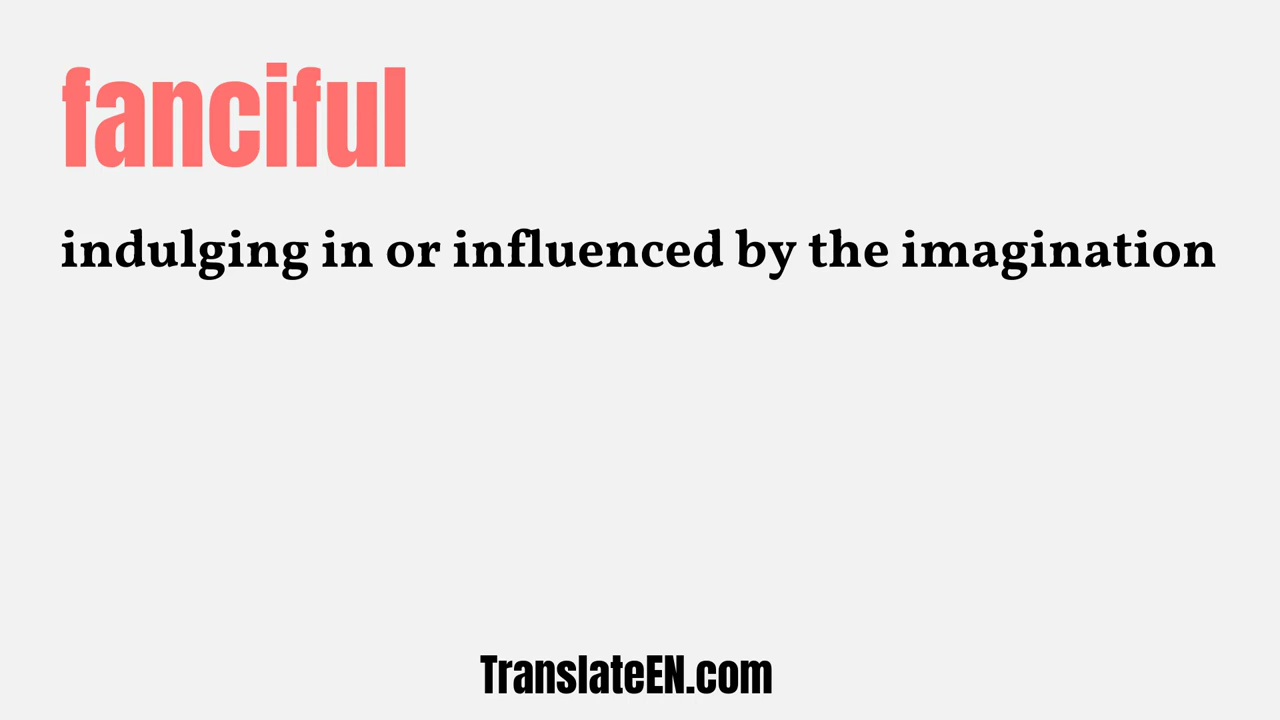 fanciful
indulging in or influenced by the imagination
TranslateEN.com